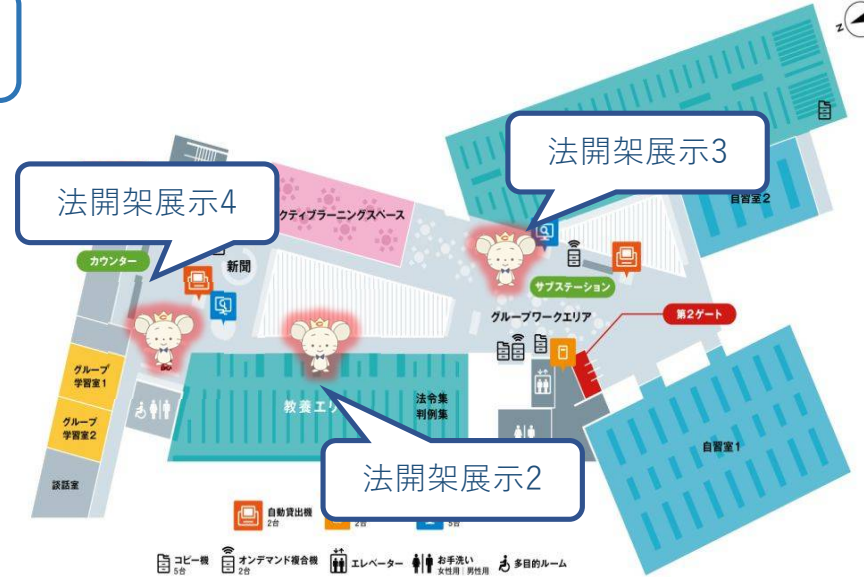 z
法開架展示3
法開架展示4
自習室2
クティブラーニングスペース
カウンター
新聞
サブステーション
グループワークエリア
第2ゲート
グループ
学習室1
グループ
学習室2
談話室
教養エリ
法令集
判例集
自習室1
法開架展示2
自動貸出機
2台
2台
5台
コピー機
5台
オンデマンド複合機
2台
エレベーター
お手洗い
女性用|男性用
多目的ルーム